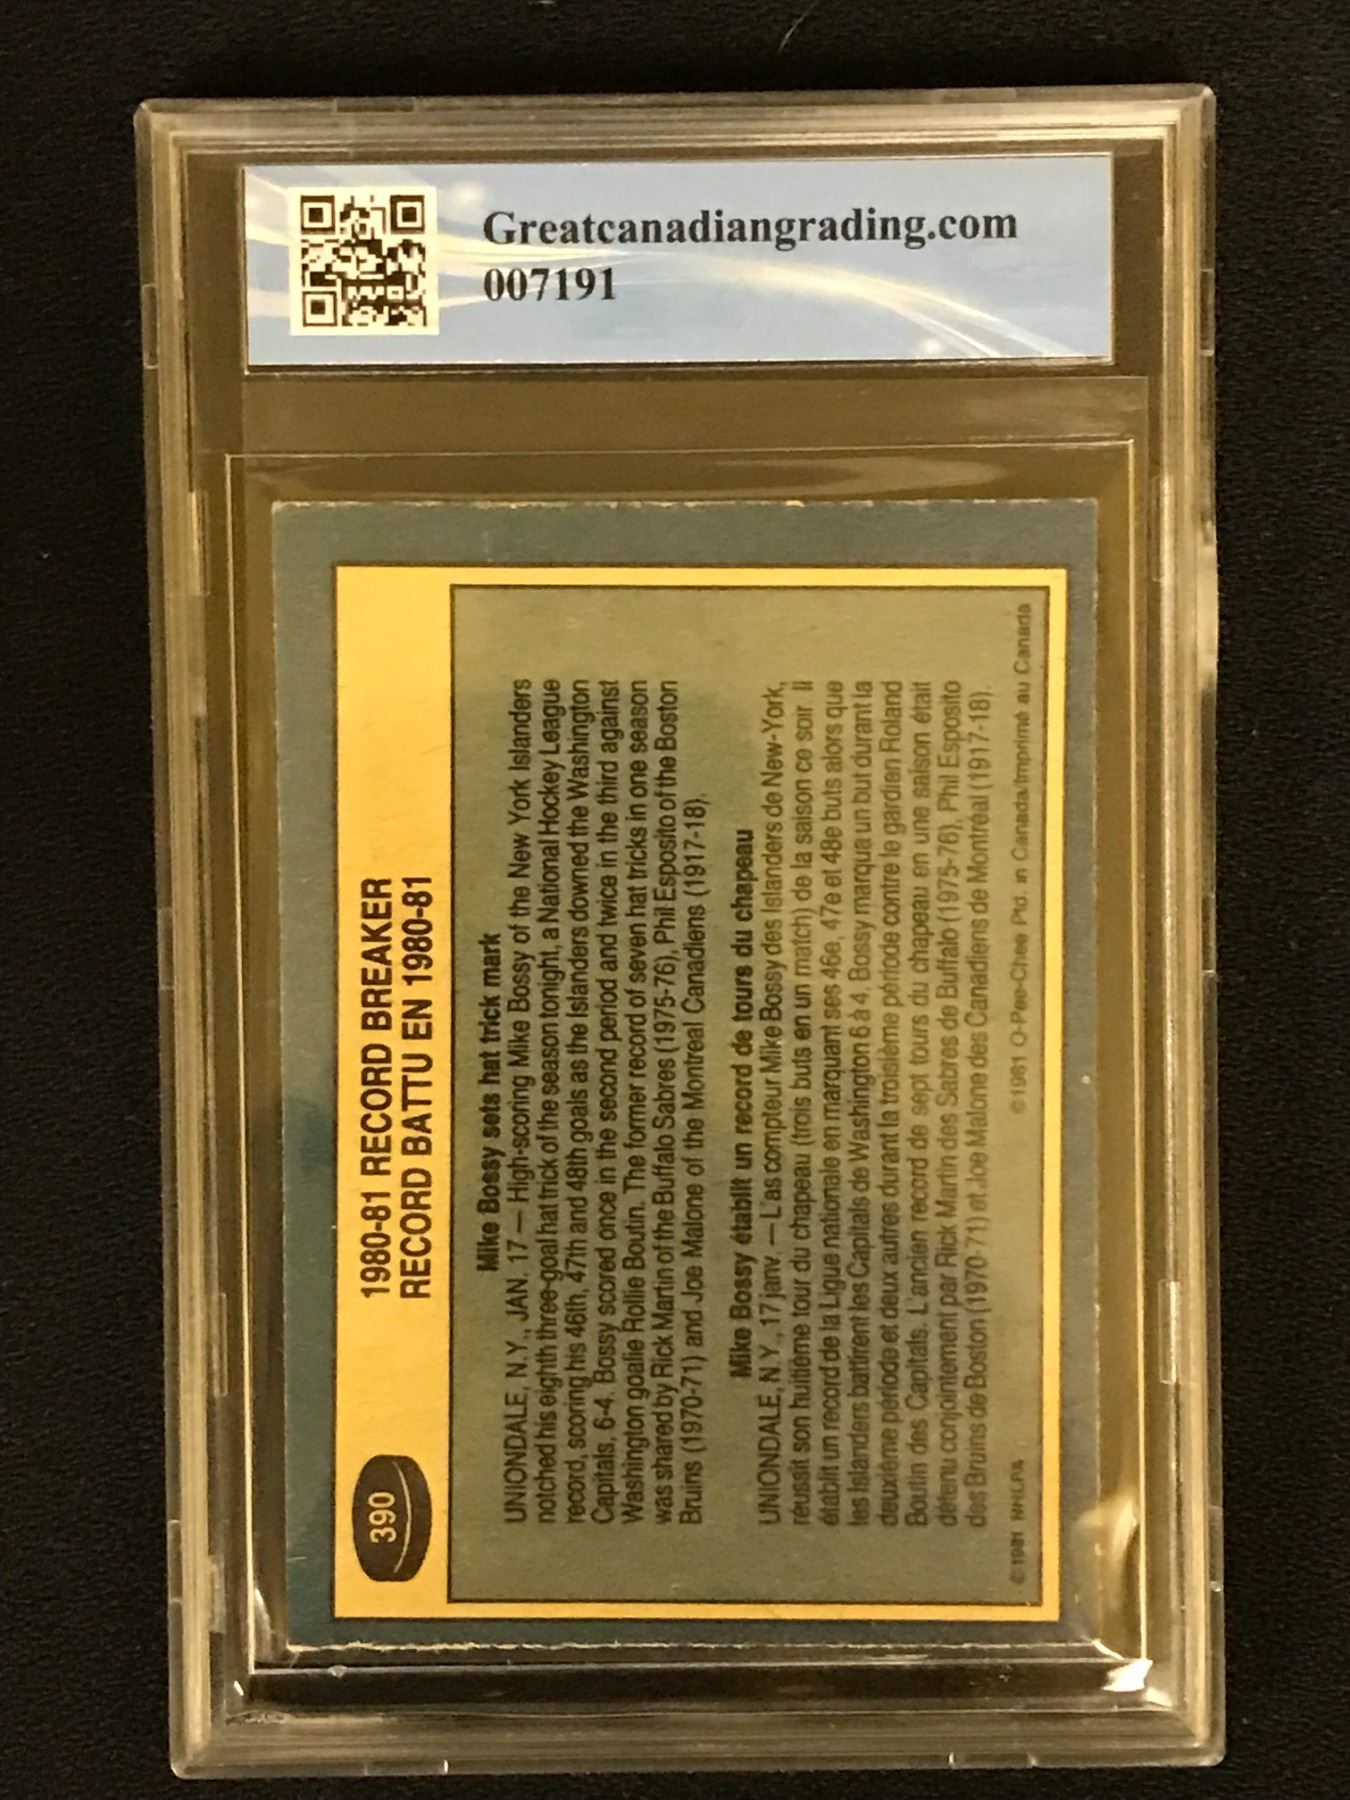 Greatcanadiangrading.com
007191
390
1980-81 RECORD BREAKER
RECORD BATTU EN 1980-81
Mike Bossy sets hat trick mark
UNIONDALE, N.Y., JAN. 17 — High-scoring Mike Bossy of the New York Islanders
notched his eighth three-goal hat trick of the season tonight, a National Hockey League
record, scoring his 46th, 47th and 48th goals as the Islanders downed the Washington
Capitals, 6-4. Bossy scored once in the second period and twice in the third against
Washington goalie Rollie Boutin. The former record of seven hat tricks in one season
was shared by Rick Martin of the Buffalo Sabres (1975-76), Phil Esposito of the Boston
Bruins (1970-71) and Joe Malone of the Montreal Canadiens (1917-18).
Mike Bossy établit un record de tours du chapeau
UNIONDALE, N.Y., 17 janv — L'as compteur Mike Bossy des Islanders de New-York,
réussit son huitième tour du chapeau (trois buts en un match) de la saison ce soir. Il
établit un record de la Ligue nationale en marquant ses 46e, 47e et 48e buts alors que
les Islanders battirent les Capitals de Washington 6 à 4. Bossy marqua un but durant la
deuxième période et deux autres durant la troisième période contre le gardien Roland
Boutin des Capitals. L'ancien record de sept tours du chapeau en une saison était
détenu conjointement par Rick Martin des Sabres de Buffalo (1975-76), Phil Esposito
des Bruins de Boston (1970-71) et Joe Malone des Canadiens de Montréal (1917-18).
©1981 NHLPA ©1981 O-Pee-Chee Ptd. in Canada/Imprimé au Canada